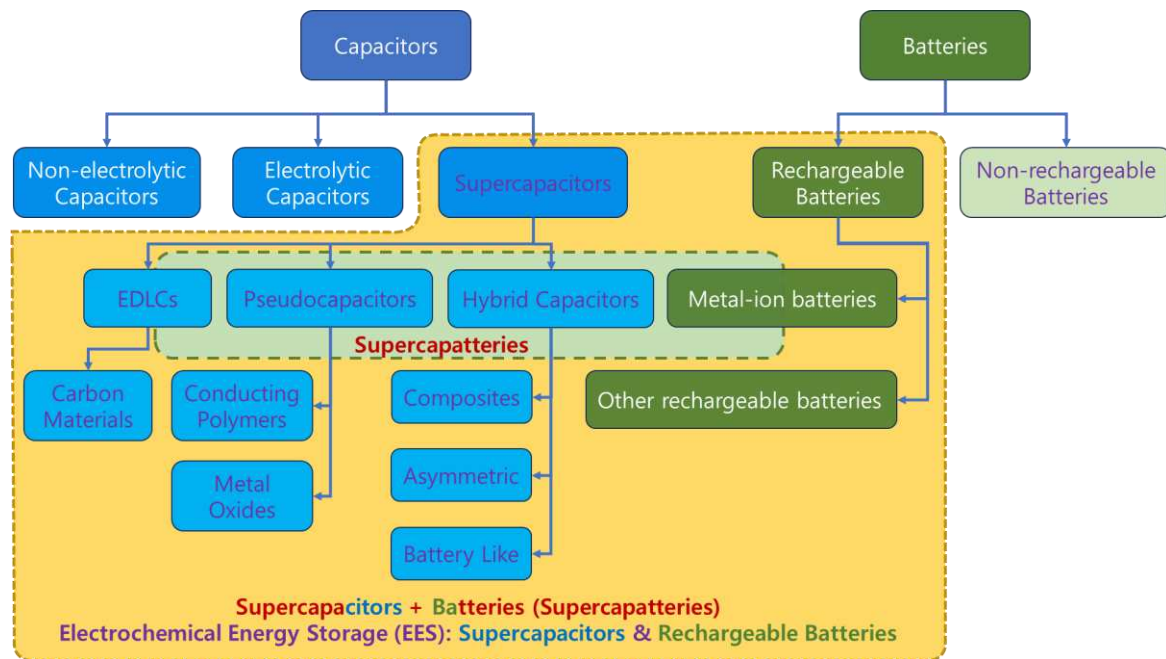 Capacitors
Batteries
Non-electrolytic
Capacitors
Electrolytic
Capacitors
Supercapacitors
Rechargeable
Batteries
Non-rechargeable
Batteries
EDLCs
Pseudocapacitors
Hybrid Capacitors
Metal-ion batteries
Supercapatteries
Carbon
Materials
Conducting
Polymers
Composites
Other rechargeable batteries
Metal
Oxides
Asymmetric
Battery Like
Supercapacitors + Batteries (Supercapatteries)
Electrochemical Energy Storage (EES): Supercapacitors & Rechargeable Batteries